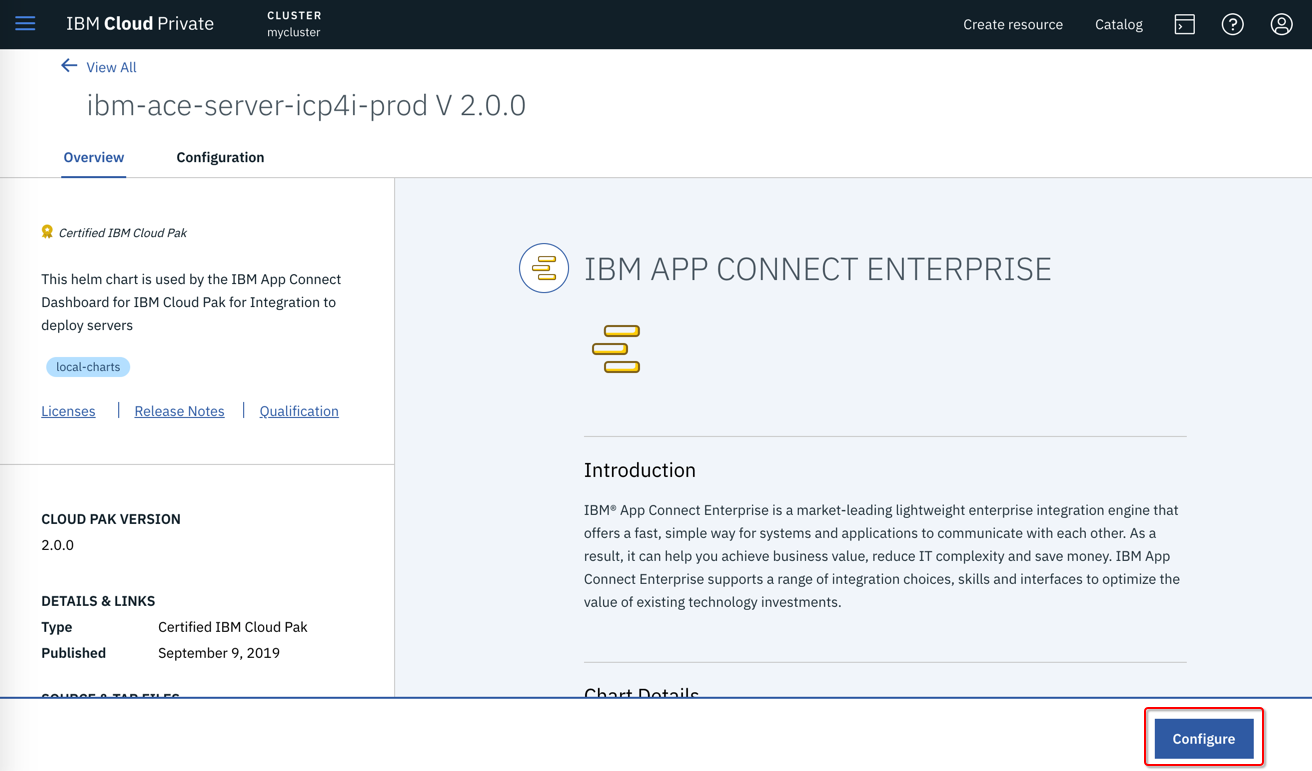 IBM Cloud Private
CLUSTER
mycluster
Create resource
Catalog
View All
ibm-ace-server-icp4i-prod V 2.0.0
Overview
Configuration
Certified IBM Cloud Pak
This helm chart is used by the IBM App Connect
Dashboard for IBM Cloud Pak for Integration to
deploy servers
local-charts
Licenses | Release Notes | Qualification
CLOUD PAK VERSION
2.0.0
DETAILS & LINKS
Type Certified IBM Cloud Pak
Published September 9, 2019
SOURCE & TAR FILES
IBM APP CONNECT ENTERPRISE
Introduction
IBM® App Connect Enterprise is a market-leading lightweight enterprise integration engine that
offers a fast, simple way for systems and applications to communicate with each other. As a
result, it can help you achieve business value, reduce IT complexity and save money. IBM App
Connect Enterprise supports a range of integration choices, skills and interfaces to optimize the
value of existing technology investments.
Chart Details
Configure